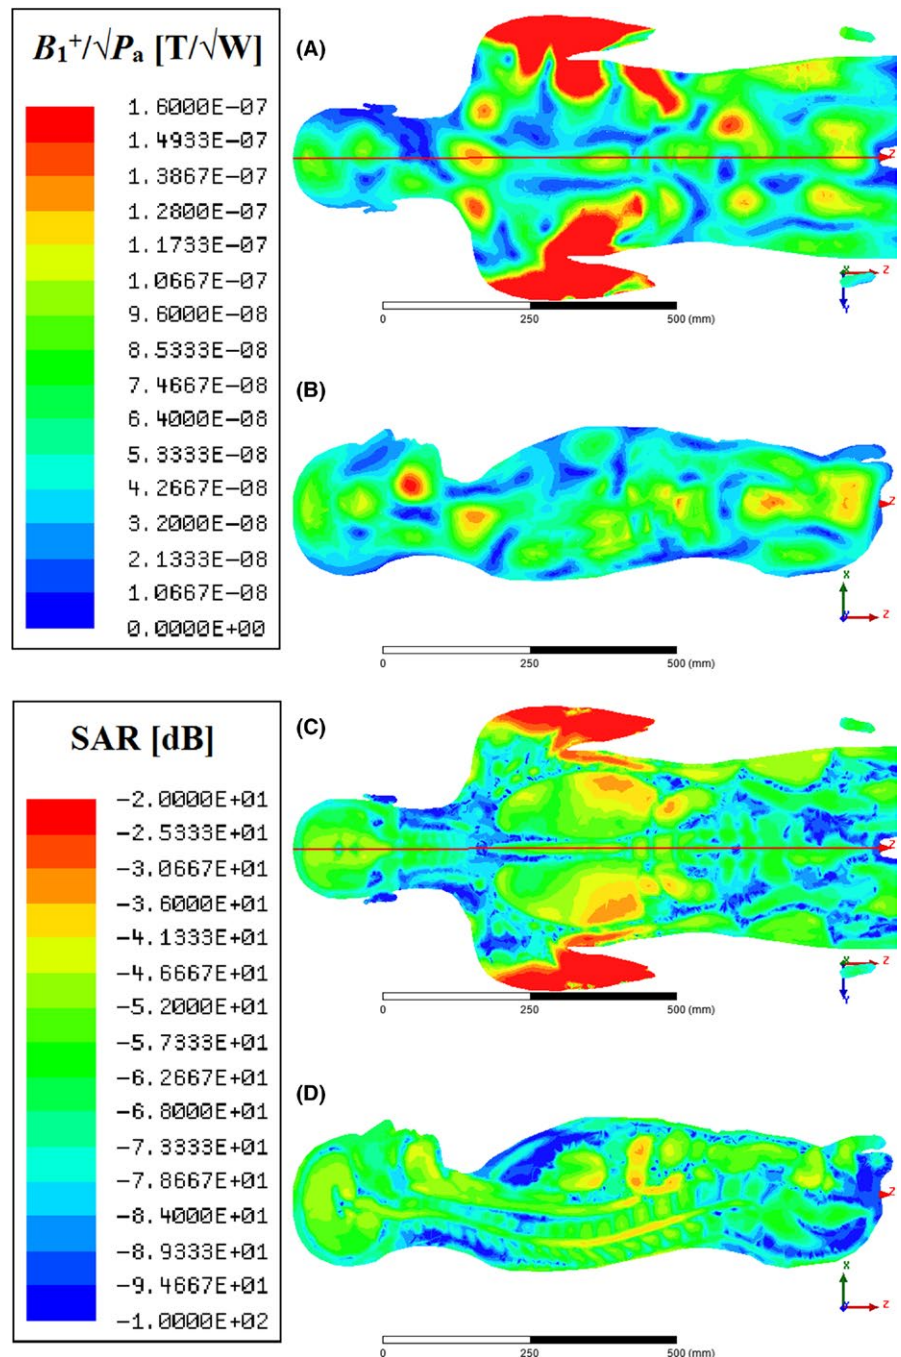 B₁⁺/√Pₐ [T/√W]
1.6000E-07
1.4933E-07
1.3867E-07
1.2800E-07
1.1733E-07
1.0667E-07
9.6000E-08
8.5333E-08
7.4667E-08
6.4000E-08
5.3333E-08
4.2667E-08
3.2000E-08
2.1333E-08
1.0667E-08
0.0000E+00
(A)
Z
X
Z
Y
0
250
500 (mm)
(B)
Z
X
Y
Z
0
250
500 (mm)
SAR [dB]
-2.0000E+01
-2.5333E+01
-3.0667E+01
-3.6000E+01
-4.1333E+01
-4.6667E+01
-5.2000E+01
-5.7333E+01
-6.2667E+01
-6.8000E+01
-7.3333E+01
-7.8667E+01
-8.4000E+01
-8.9333E+01
-9.4667E+01
-1.0000E+02
(C)
Z
X
Z
Y
0
250
500 (mm)
(D)
Z
X
Y
Z
0
250
500 (mm)